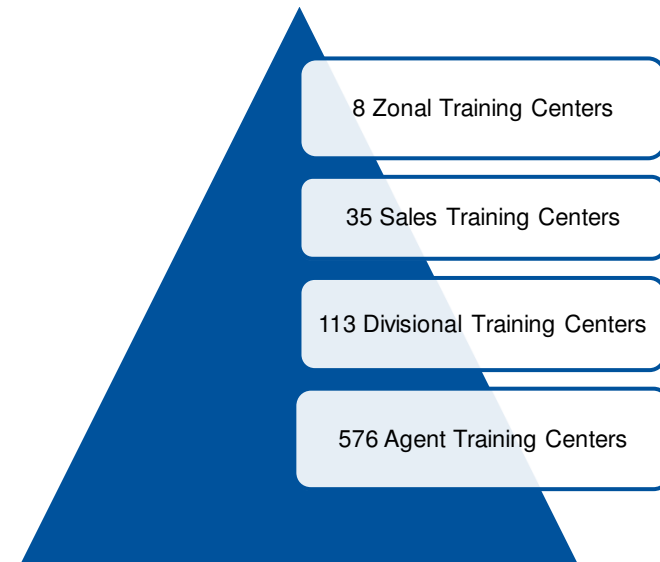 8 Zonal Training Centers
35 Sales Training Centers
113 Divisional Training Centers
576 Agent Training Centers